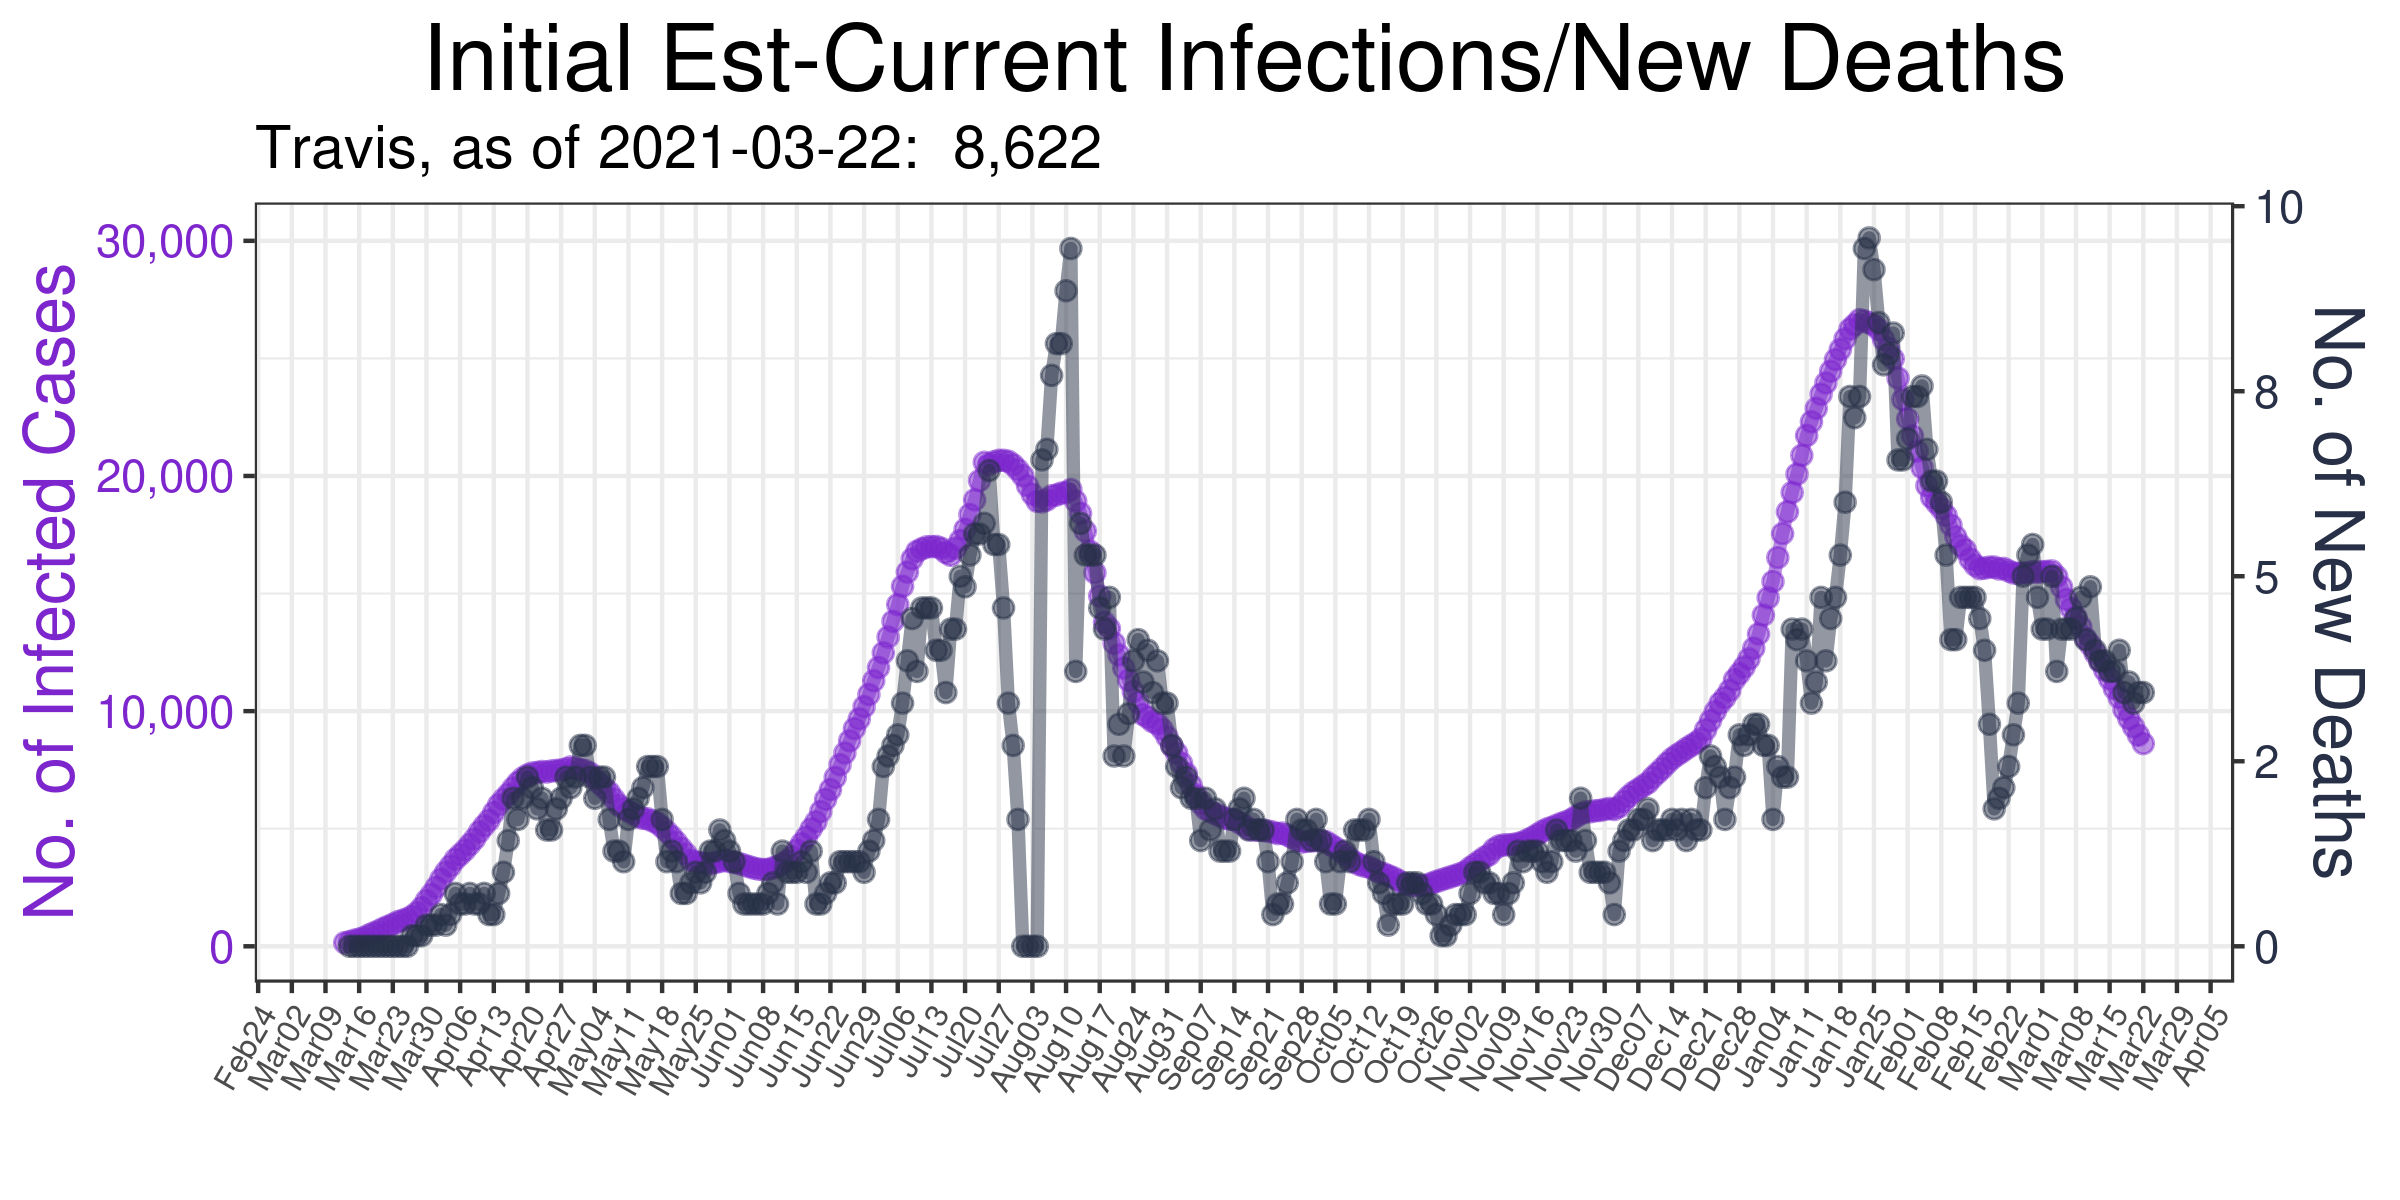 Initial Est-Current Infections/New Deaths
Travis, as of 2021-03-22:  8,622
No. of Infected Cases
30,000
20,000
10,000
0
10
8
5
2
0
No. of New Deaths
Feb24
Mar02
Mar09
Mar16
Mar23
Mar30
Apr06
Apr13
Apr20
Apr27
May04
May11
May18
May25
Jun01
Jun08
Jun15
Jun22
Jun29
Jul06
Jul13
Jul20
Jul27
Aug03
Aug10
Aug17
Aug24
Aug31
Sep07
Sep14
Sep21
Sep28
Oct05
Oct12
Oct19
Oct26
Nov02
Nov09
Nov16
Nov23
Nov30
Dec07
Dec14
Dec21
Dec28
Jan04
Jan11
Jan18
Jan25
Feb01
Feb08
Feb15
Feb22
Mar01
Mar08
Mar15
Mar22
Mar29
Apr05